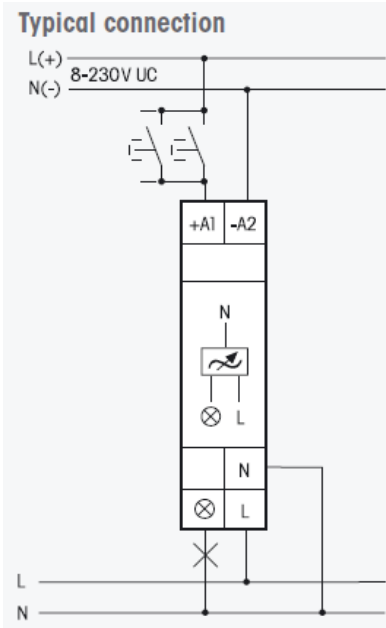 Typical connection
L(+)
8-230V UC
N(-)
+A1 -A2
N
L
N
L
L
N